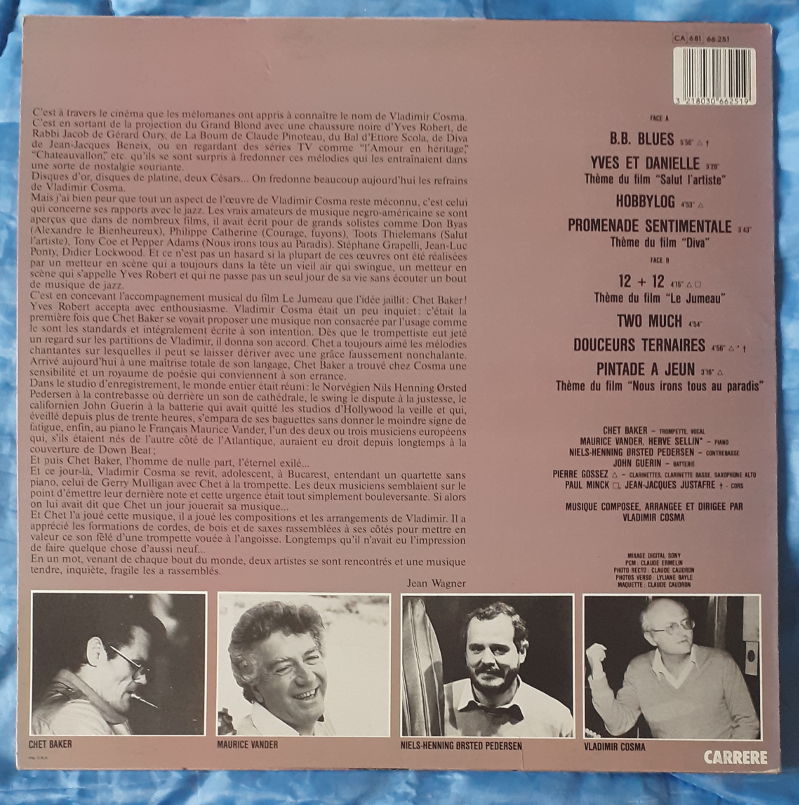 CA 681 66 251
3 218030 662519
C'est à travers le cinéma que les mélomanes ont appris à connaître le nom de Vladimir Cosma.
C'est en sortant de la projection du Grand Blond avec une chaussure noire d'Yves Robert, de
Rabbi Jacob de Gérard Oury, de La Boum de Claude Pinoteau, du Bal d'Ettore Scola, de Diva
de Jean-Jacques Beneix, ou en regardant des séries TV comme "l'Amour en héritage,"
"Chateauvallon," etc. qu'ils se sont surpris à fredonner ces mélodies qui les entraînaient dans
une sorte de nostalgie souriante.
Disques d'or, disques de platine, deux Césars... On fredonne beaucoup aujourd'hui les refrains
de Vladimir Cosma.
Mais j'ai bien peur que tout un aspect de l'œuvre de Vladimir Cosma reste méconnu, c'est celui
qui concerne ses rapports avec le jazz. Les vrais amateurs de musique negro-américaine se sont
aperçus que dans de nombreux films, il avait écrit pour de grands solistes comme Don Byas
(Alexandre le Bienheureux), Philippe Catherine (Courage, fuyons), Toots Thielemans (Salut
l'artiste), Tony Coe et Pepper Adams (Nous irons tous au Paradis). Stéphane Grapelli, Jean-Luc
Ponty, Didier Lockwood. Et ce n'est pas un hasard si la plupart de ces œuvres ont été réalisées
par un metteur en scène qui a toujours dans la tête un vieil air qui swingue, un metteur en
scène qui s'appelle Yves Robert et qui ne passe pas un seul jour de sa vie sans écouter un bout
de musique de jazz.
C'est en concevant l'accompagnement musical du film Le Jumeau que l'idée jaillit : Chet Baker !
Yves Robert accepta avec enthousiasme. Vladimir Cosma était un peu inquiet : c'était la
première fois que Chet Baker se voyait proposer une musique non consacrée par l'usage comme
le sont les standards et intégralement écrite à son intention. Dès que le trompettiste eut jeté
un regard sur les partitions de Vladimir, il donna son accord. Chet a toujours aimé les mélodies
chantantes sur lesquelles il peut se laisser dériver avec une grâce faussement nonchalante.
Arrivé aujourd'hui à une maîtrise totale de son langage, Chet Baker a trouvé chez Cosma une
sensibilité et un royaume de poésie qui conviennent à son errance.
Dans le studio d'enregistrement, le monde entier était réuni : le Norvégien Nils Henning Ørsted
Pedersen à la contrebasse où derrière un son de cathédrale, le swing le dispute à la justesse, le
californien John Guerin à la batterie qui avait quitté les studios d'Hollywood la veille et qui,
éveillé depuis plus de trente heures, s'empara de ses baguettes sans donner le moindre signe de
fatigue, enfin, au piano le Français Maurice Vander, l'un des deux ou trois musiciens européens
qui, s'ils étaient nés de l'autre côté de l'Atlantique, auraient eu droit depuis longtemps à la
couverture de Down Beat ;
Et puis Chet Baker, l'homme de nulle part, l'éternel exilé...
Et ce jour-là, Vladimir Cosma se revit, adolescent, à Bucarest, entendant un quartette sans
piano, celui de Gerry Mulligan avec Chet à la trompette. Les deux musiciens semblaient sur le
point d'émettre leur dernière note et cette urgence était tout simplement bouleversante. Si alors
on lui avait dit que Chet un jour jouerait sa musique...
Et Chet l'a joué cette musique, il a joué les compositions et les arrangements de Vladimir. Il a
apprécié les formations de cordes, de bois et de saxes rassemblées à ses côtés pour mettre en
valeur ce son fêlé d'une trompette vouée à l'angoisse. Longtemps qu'il n'avait eu l'impression
de faire quelque chose d'aussi neuf...
En un mot, venant de chaque bout du monde, deux artistes se sont rencontrés et une musique
tendre, inquiète, fragile les a rassemblés.
Jean Wagner
FACE A
B.B. BLUES 5'56" △ †
YVES ET DANIELLE 3'20"
Thème du film "Salut l'artiste"
HOBBYLOG 4'53" △
PROMENADE SENTIMENTALE 3'43"
Thème du film "Diva"
FACE B
12 + 12 4'15" △ □
Thème du film "Le Jumeau"
TWO MUCH 4'54"
DOUCEURS TERNAIRES 4'56" △ * †
PINTADE A JEUN 3'16" △
Thème du film "Nous irons tous au paradis"
CHET BAKER - TROMPETTE, VOCAL
MAURICE VANDER, HERVE SELLIN* - PIANO
NIELS-HENNING ØRSTED PEDERSEN - CONTREBASSE
JOHN GUERIN - BATTERIE
PIERRE GOSSEZ △ - CLARINETTES, CLARINETTE BASSE, SAXOPHONE ALTO
PAUL MINCK □, JEAN-JACQUES JUSTAFRE † - CORS
MUSIQUE COMPOSEE, ARRANGEE ET DIRIGEE PAR
VLADIMIR COSMA
MIXAGE DIGITAL SONY
PCM : CLAUDE ERMELIN
PHOTO RECTO : CLAUDE CAUDRON
PHOTOS VERSO : LYLIANE BAYLE
MAQUETTE : CLAUDE CAUDRON
CHET BAKER
MAURICE VANDER
NIELS-HENNING ØRSTED PEDERSEN
VLADIMIR COSMA
CARRERE